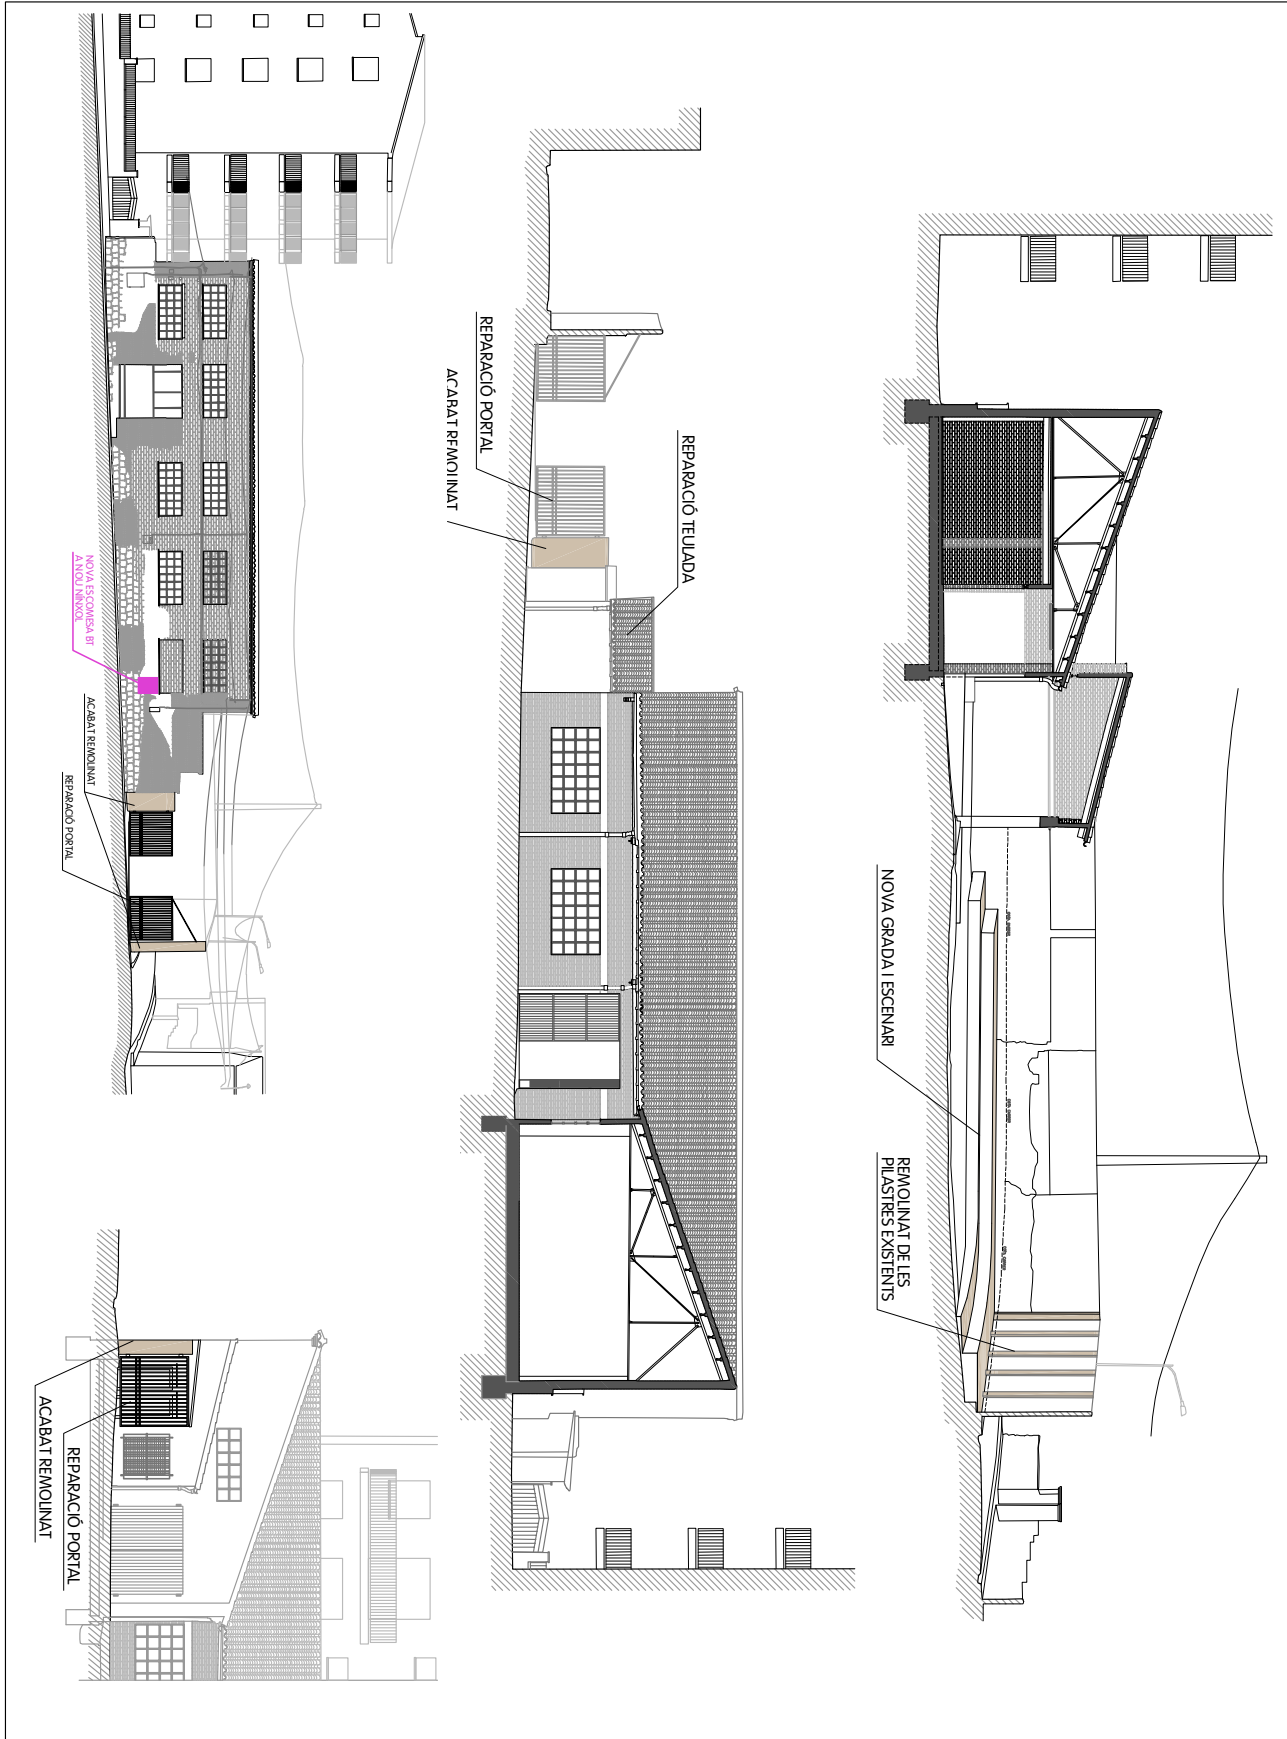 NOVA GRADA I ESCENARI
REMOLINAT DE LES
PILASTRES EXISTENTS
REPARACIÓ TEULADA
REPARACIÓ PORTAL
ACABAT REMOLINAT
NOVA ESCOMESA BT
A NOU NINXOL
ACABAT REMOLINAT
REPARACIÓ PORTAL
REPARACIÓ PORTAL
ACABAT REMOLINAT